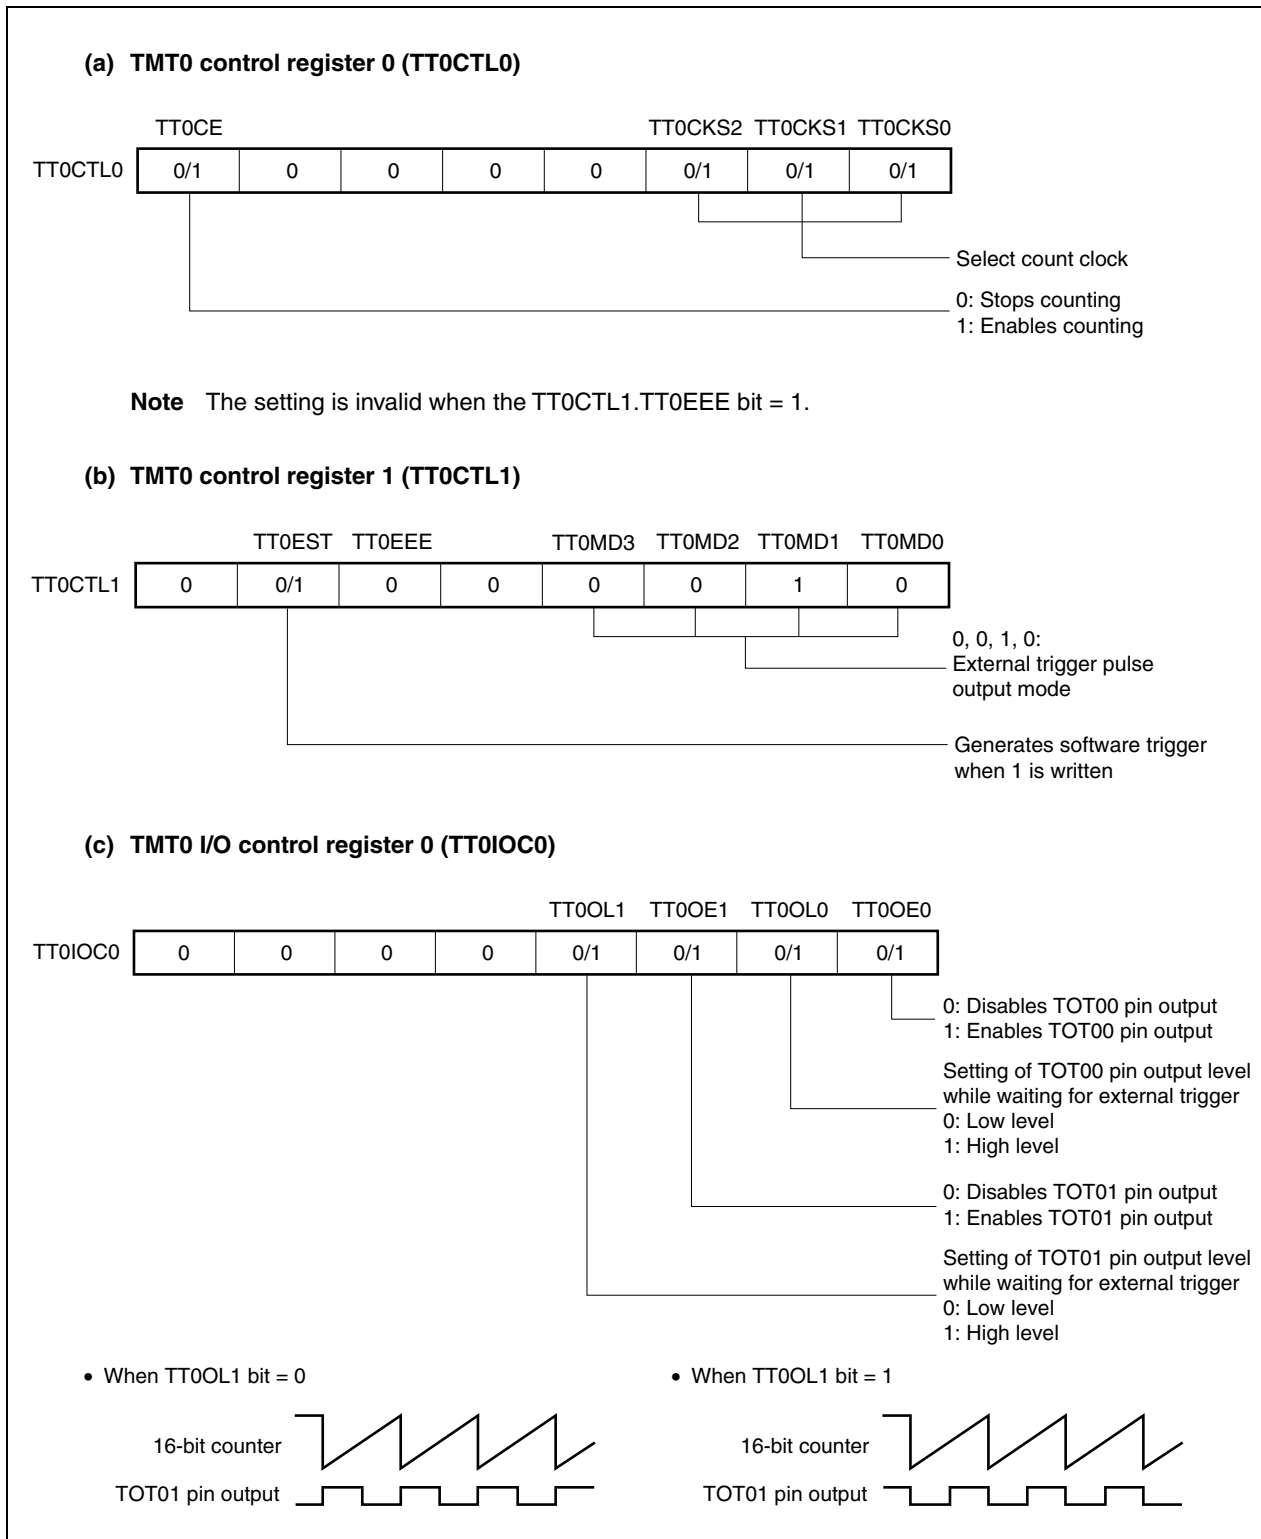 (a) TMT0 control register 0 (TT0CTL0)
TT0CE TT0CKS2 TT0CKS1 TT0CKS0
TT0CTL0 0/1 0 0 0 0 0/1 0/1 0/1
Select count clock
0: Stops counting
1: Enables counting
Note The setting is invalid when the TT0CTL1.TT0EEE bit = 1.
(b) TMT0 control register 1 (TT0CTL1)
TT0EST TT0EEE TT0MD3 TT0MD2 TT0MD1 TT0MD0
TT0CTL1 0 0/1 0 0 0 0 1 0
0, 0, 1, 0:
External trigger pulse
output mode
Generates software trigger
when 1 is written
(c) TMT0 I/O control register 0 (TT0IOC0)
TT0OL1 TT0OE1 TT0OL0 TT0OE0
TT0IOC0 0 0 0 0 0/1 0/1 0/1 0/1
0: Disables TOT00 pin output
1: Enables TOT00 pin output
Setting of TOT00 pin output level
while waiting for external trigger
0: Low level
1: High level
0: Disables TOT01 pin output
1: Enables TOT01 pin output
Setting of TOT01 pin output level
while waiting for external trigger
0: Low level
1: High level
• When TT0OL1 bit = 0
16-bit counter
TOT01 pin output
• When TT0OL1 bit = 1
16-bit counter
TOT01 pin output